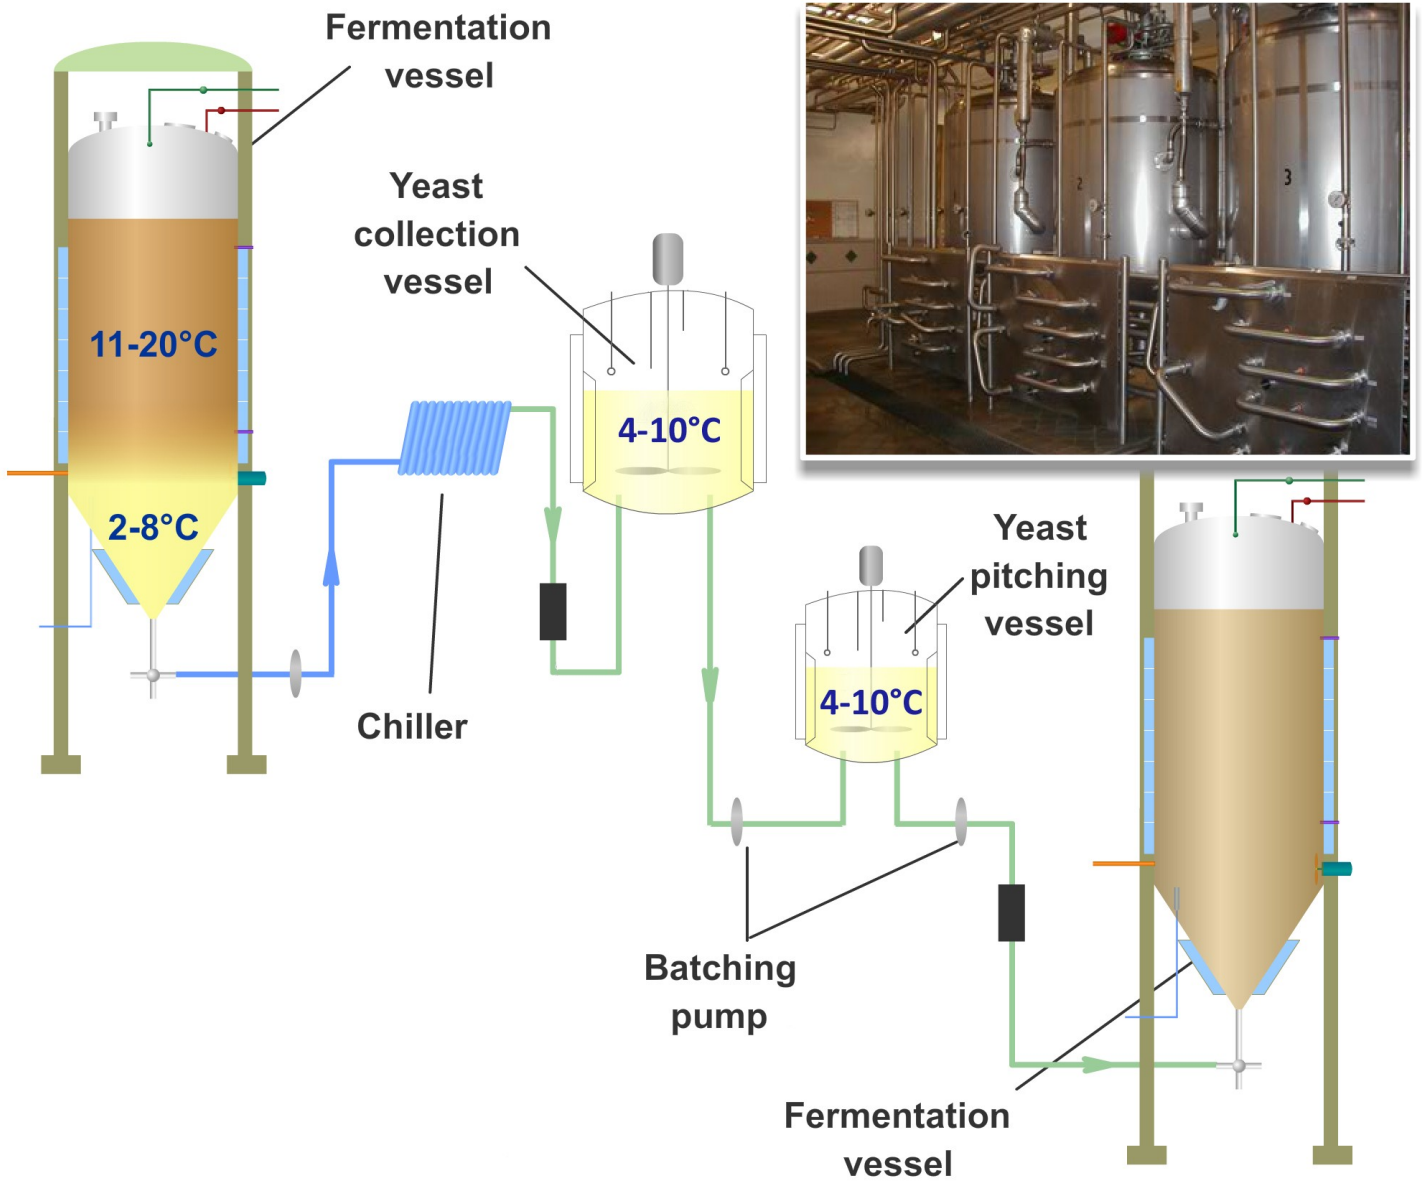 Fermentation
vessel
Yeast
collection
vessel
11-20°C
4-10°C
2-8°C
Chiller
Yeast
pitching
vessel
4-10°C
Batching
pump
Fermentation
vessel
2
3